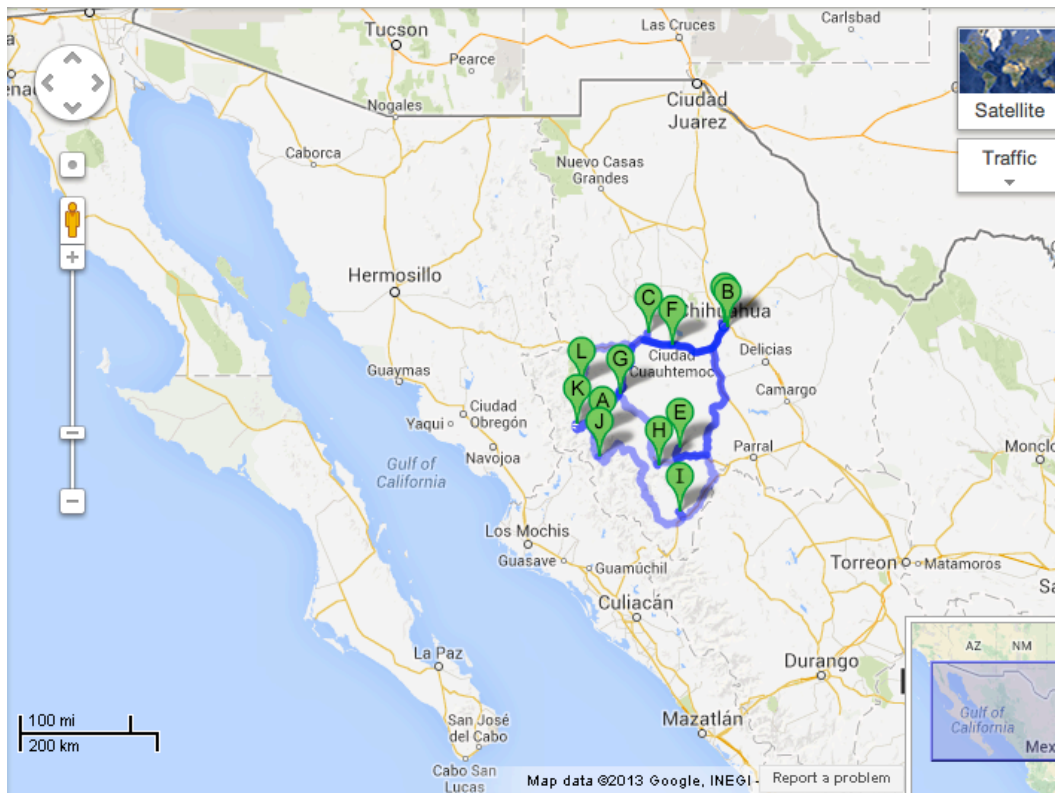 Carlsbad
Las Cruces
Tucson
Pearce
enac
Nogales
Ciudad
Juarez
Satellite
Caborca
Traffic
Nuevo Casas
Grandes
Hermosillo
B
C
F
Chihuahua
L
G
Ciudad
Cuauhtemoc
Delicias
Guaymas
K
A
Camargo
Ciudad
Obregón
E
J
Yaqui
H
Navojoa
Parral
Monclo
Gulf of
California
I
Los Mochis
Guasave
Guamúchil
Torreon
Matamoros
Sa
Culiacán
AZ NM
La Paz
Durango
Gulf of
California
Mex
100 mi
200 km
San José
del Cabo
Mazatlán
Cabo San
Lucas
Map data ©2013 Google, INEGI -
Report a problem